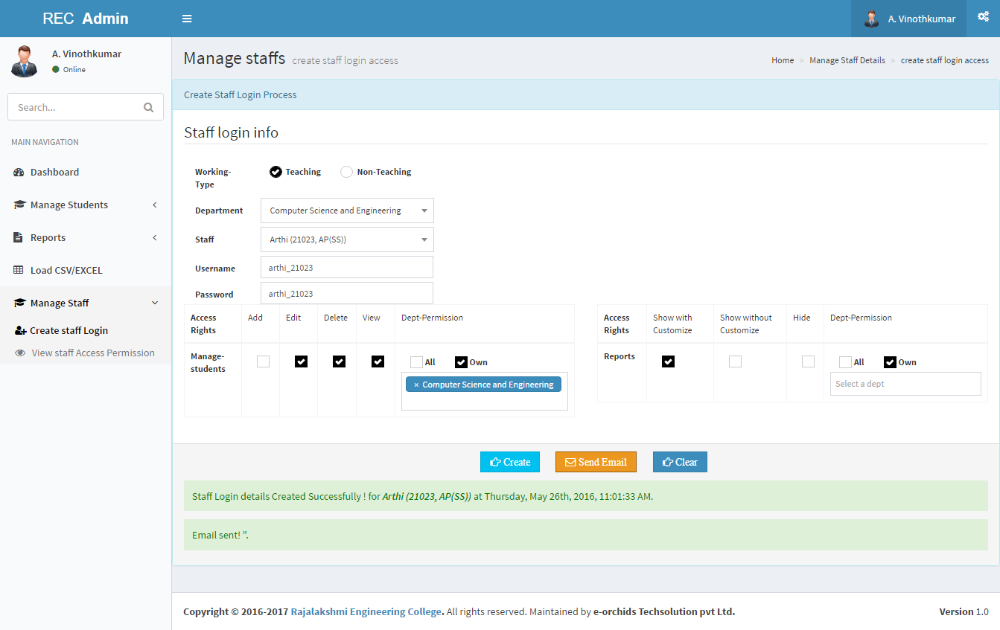 REC Admin
A. Vinothkumar
A. Vinothkumar
Online
Search...
MAIN NAVIGATION
Dashboard
Manage Students
Reports
Load CSV/EXCEL
Manage Staff
Create staff Login
View staff Access Permission
Manage staffs create staff login access
Home > Manage Staff Details > create staff login access
Create Staff Login Process
Staff login info
Working-
Type
Teaching Non-Teaching
Department Computer Science and Engineering
Staff Arthi (21023, AP(SS))
Username arthi_21023
Password arthi_21023
Access
Rights
Add Edit Delete View Dept-Permission
Manage-
students
All Own
× Computer Science and Engineering
Access
Rights
Show with
Customize
Show without
Customize
Hide Dept-Permission
Reports
All Own
Select a dept
Create Send Email Clear
Staff Login details Created Successfully ! for Arthi (21023, AP(SS)) at Thursday, May 26th, 2016, 11:01:33 AM.
Email sent! ".
Copyright © 2016-2017 Rajalakshmi Engineering College. All rights reserved. Maintained by e-orchids Techsolution pvt Ltd.
Version 1.0